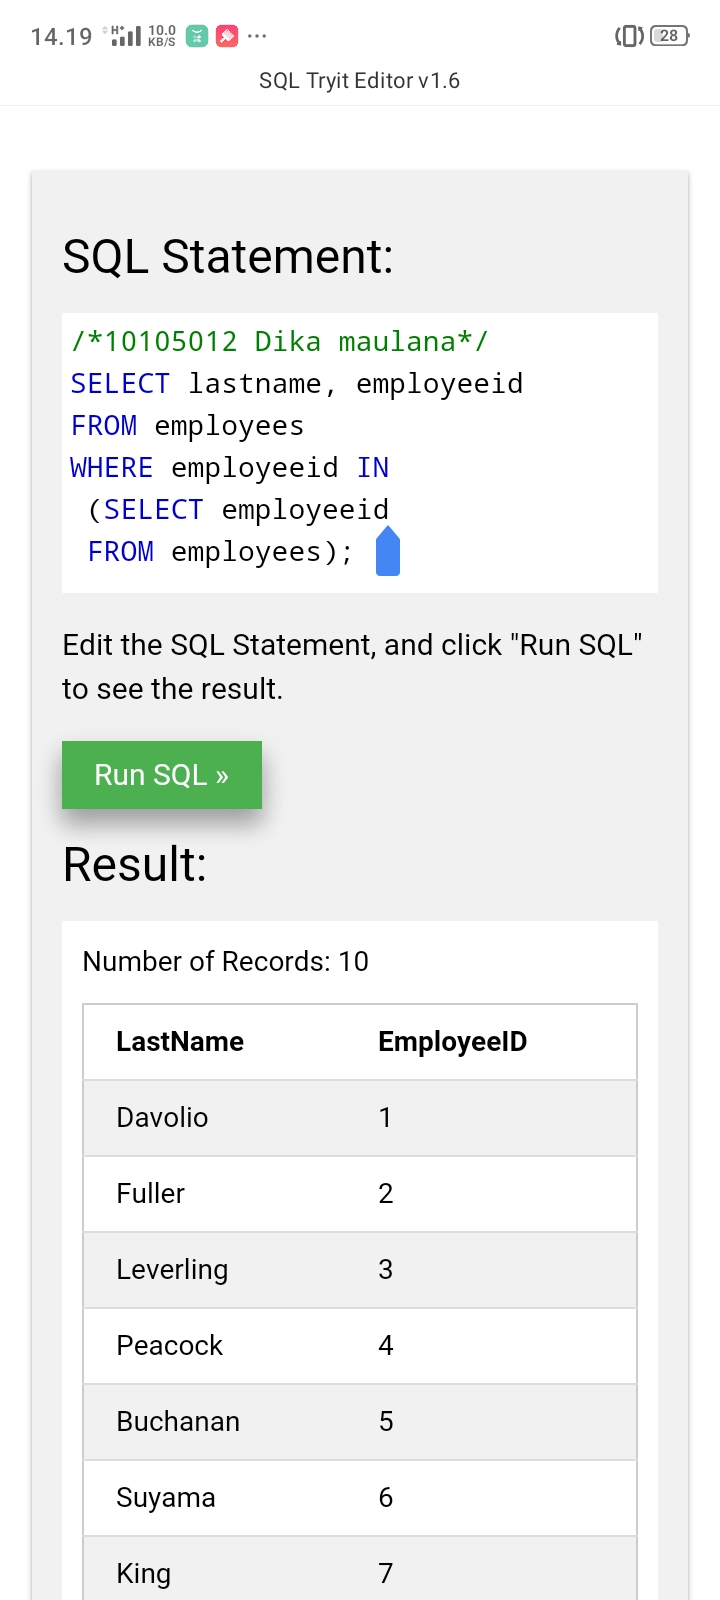 14.19 H+ 10.0 KB/S ... 28
SQL Tryit Editor v1.6
SQL Statement:
/*10105012 Dika maulana*/
SELECT lastname, employeeid
FROM employees
WHERE employeeid IN
(SELECT employeeid
FROM employees);
Edit the SQL Statement, and click "Run SQL"
to see the result.
Run SQL »
Result:
Number of Records: 10
LastName EmployeeID
Davolio 1
Fuller 2
Leverling 3
Peacock 4
Buchanan 5
Suyama 6
King 7